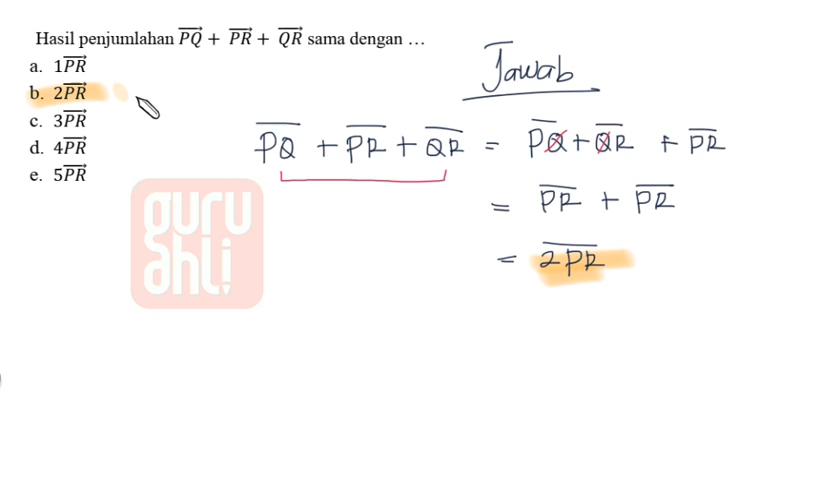 Hasil penjumlahan $\overrightarrow{PQ}$ + $\overrightarrow{PR}$ + $\overrightarrow{QR}$ sama dengan …
a. 1$\overrightarrow{PR}$
b. 2$\overrightarrow{PR}$
c. 3$\overrightarrow{PR}$
d. 4$\overrightarrow{PR}$
e. 5$\overrightarrow{PR}$
Jawab
$\overline{PQ}$ + $\overline{PR}$ + $\overline{QR}$ = $\overline{PQ}$ + $\overline{QR}$ + $\overline{PR}$
= $\overline{PR}$ + $\overline{PR}$
= $\overline{2PR}$
guru
ahli